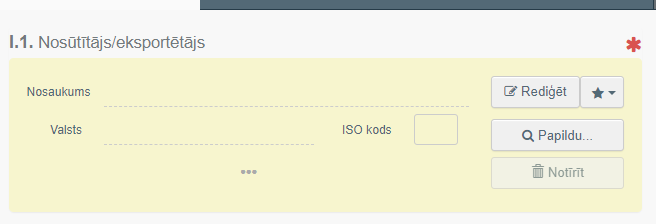 I.1. Nosūtītājs/eksportētājs
Nosaukums
Rediģēt
Valsts
ISO kods
Papildu...
Notīrīt